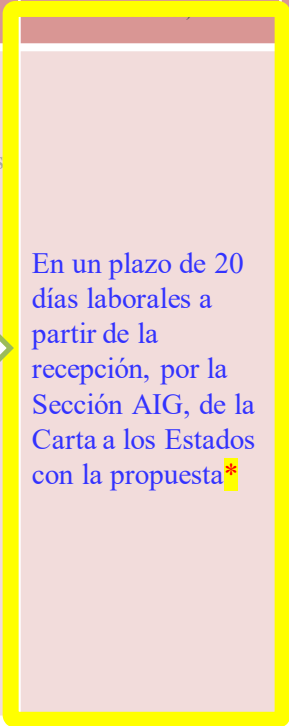 En un plazo de 20
días laborales a
partir de la
recepción, por la
Sección AIG, de la
Carta a los Estados
con la propuesta*